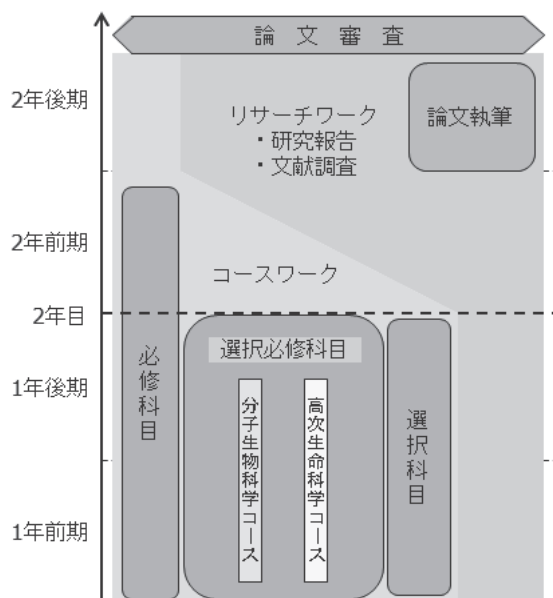 論文審査
2年後期
リサーチワーク
・研究報告
・文献調査
論文執筆
2年前期
コースワーク
2年目
必修科目
選択必修科目
1年後期
分子生物科学コース
高次生命科学コース
選択科目
1年前期